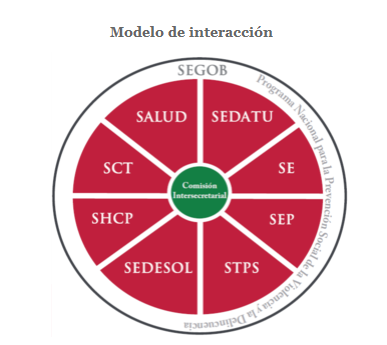 Modelo de interacción
SEGOB
Programa Nacional para la Prevención Social de la Violencia y la Delincuencia
SALUD
SEDATU
SCT
SE
Comisión
Intersecretarial
SHCP
SEP
SEDESOL
STPS